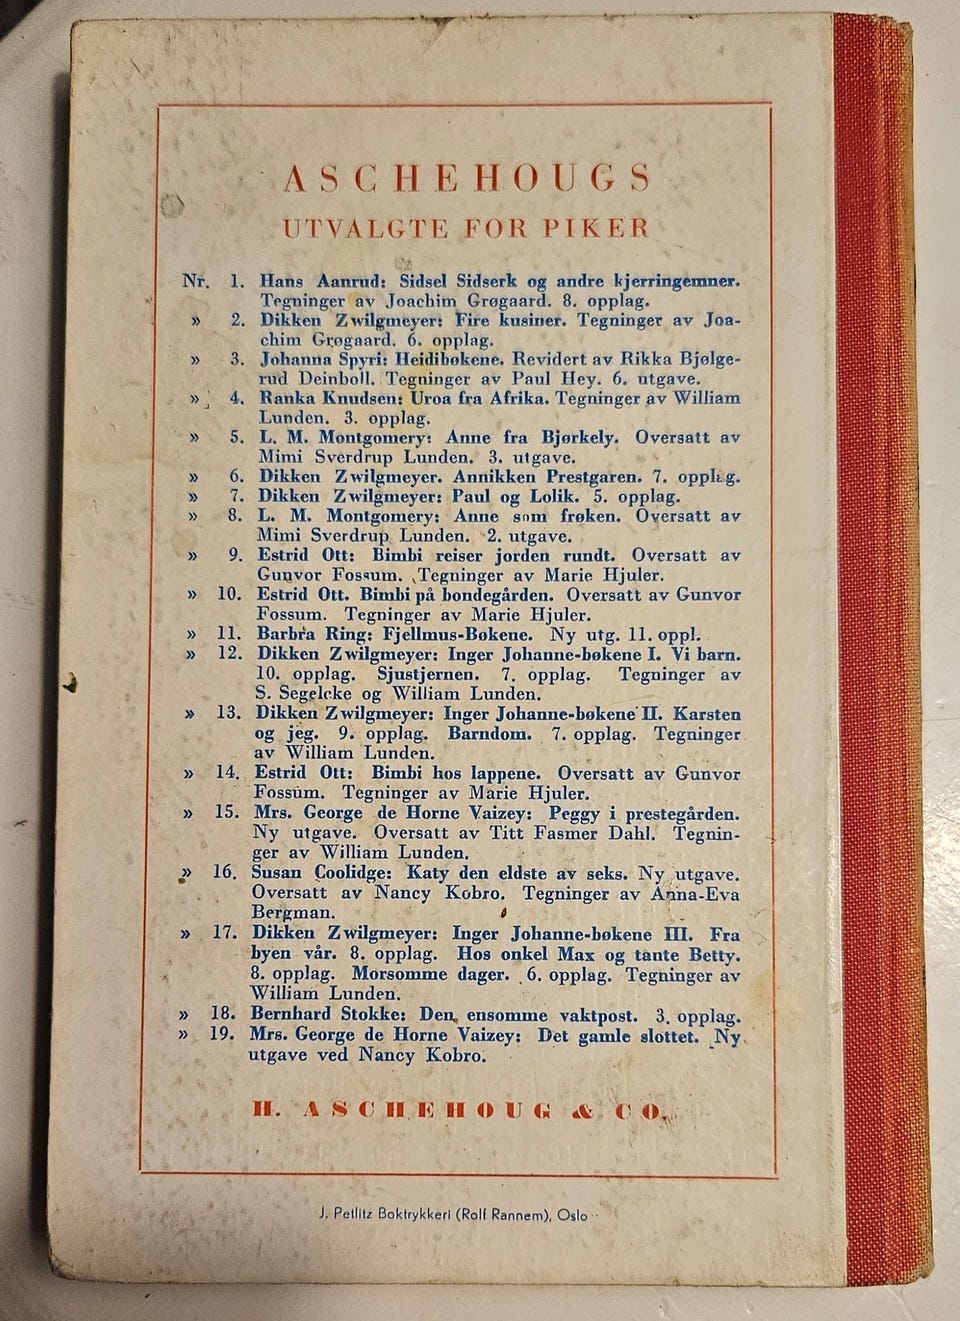 ASCHEHOUGS
UTVALGTE FOR PIKER
Nr. 1. Hans Aanrud: Sidsel Sidserk og andre kjerringemner.
Tegninger av Joachim Grøgaard. 8. opplag.
» 2. Dikken Zwilgmeyer: Fire kusiner. Tegninger av Joa-
chim Grøgaard. 6. opplag.
» 3. Johanna Spyri: Heidibøkene. Revidert av Rikka Bjølge-
rud Deinboll. Tegninger av Paul Hey. 6. utgave.
» 4. Ranka Knudsen: Uroa fra Afrika. Tegninger av William
Lunden. 3. opplag.
» 5. L. M. Montgomery: Anne fra Bjørkely. Oversatt av
Mimi Sverdrup Lunden. 3. utgave.
» 6. Dikken Zwilgmeyer. Annikken Prestgaren. 7. opplag.
» 7. Dikken Zwilgmeyer: Paul og Lolik. 5. opplag.
» 8. L. M. Montgomery: Anne som frøken. Oversatt av
Mimi Sverdrup Lunden. 2. utgave.
» 9. Estrid Ott: Bimbi reiser jorden rundt. Oversatt av
Gunvor Fossum. Tegninger av Marie Hjuler.
» 10. Estrid Ott. Bimbi på bondegården. Oversatt av Gunvor
Fossum. Tegninger av Marie Hjuler.
» 11. Barbra Ring: Fjellmus-Bøkene. Ny utg. 11. oppl.
» 12. Dikken Zwilgmeyer: Inger Johanne-bøkene I. Vi barn.
10. opplag. Sjustjernen. 7. opplag. Tegninger av
S. Segelcke og William Lunden.
» 13. Dikken Zwilgmeyer: Inger Johanne-bøkene II. Karsten
og jeg. 9. opplag. Barndom. 7. opplag. Tegninger
av William Lunden.
» 14. Estrid Ott: Bimbi hos lappene. Oversatt av Gunvor
Fossum. Tegninger av Marie Hjuler.
» 15. Mrs. George de Horne Vaizey: Peggy i prestegården.
Ny utgave. Oversatt av Titt Fasmer Dahl. Tegnin-
ger av William Lunden.
» 16. Susan Coolidge: Katy den eldste av seks. Ny utgave.
Oversatt av Nancy Kobro. Tegninger av Anna-Eva
Bergman.
» 17. Dikken Zwilgmeyer: Inger Johanne-bøkene III. Fra
byen vår. 8. opplag. Hos onkel Max og tante Betty.
8. opplag. Morsomme dager. 6. opplag. Tegninger av
William Lunden.
» 18. Bernhard Stokke: Den ensomme vaktpost. 3. opplag.
» 19. Mrs. George de Horne Vaizey: Det gamle slottet. Ny
utgave ved Nancy Kobro.
H. ASCHEHOUG & CO.
J. Petlitz Boktrykkeri (Rolf Rannem), Oslo